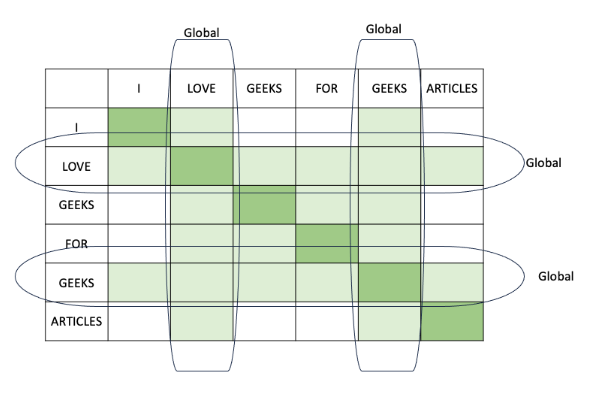 Global Global
I LOVE GEEKS FOR GEEKS ARTICLES
I
LOVE Global
GEEKS
FOR
GEEKS Global
ARTICLES